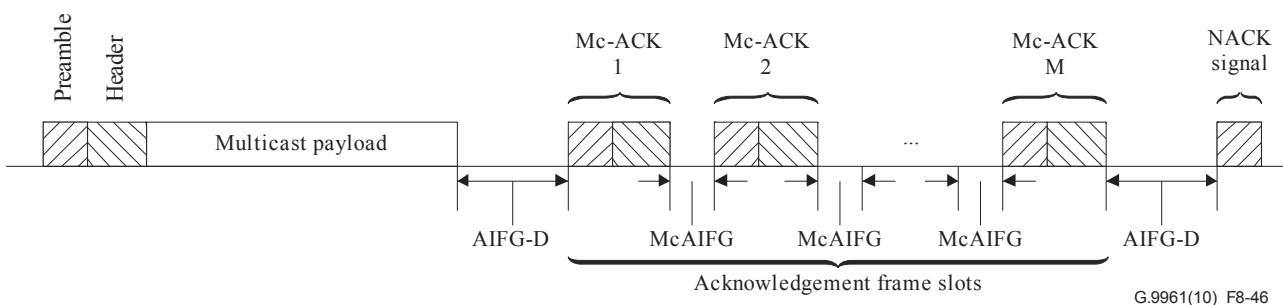 Preamble
Header
Mc-ACK
1
Mc-ACK
2
Mc-ACK
M
NACK
signal
Multicast payload
...
AIFG-D
McAIFG
McAIFG
McAIFG
AIFG-D
Acknowledgement frame slots
G.9961(10)_F8-46